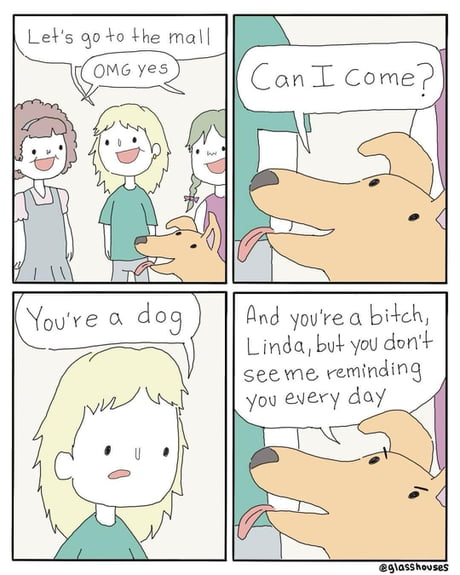 Let's go to the mall
OMG yes
Can I come?
You're a dog
And you're a bitch,
Linda, but you don't
see me reminding
you every day
@glasshouses